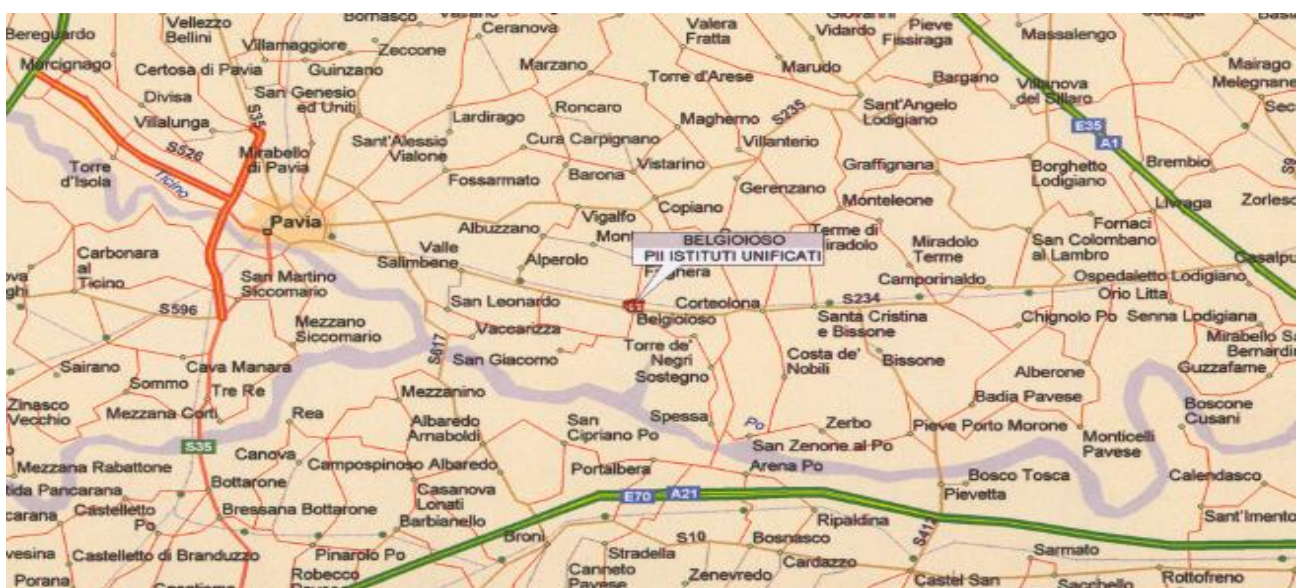 Vellezzo
Bellini
Bornasco
Ceranova
Valera
Fratta
Vidardo
Pieve
Fissiraga
Massalengo
Bereguardo
Villamaggiore
Zeccone
Mairago
Marcignago
Certosa di Pavia
Guinzano
Marzano
Torre d'Arese
Marudo
Bargano
Villanova
del Sillaro
Divisa
San Genesio
ed Uniti
S35
Roncaro
Sant'Angelo
Lodigiano
Villalunga
Lardirago
Magherno
S235
E35
A1
S526
Mirabello
di Pavia
Sant'Alessio
Vialone
Cura Carpignano
Villanterio
Torre
d'Isola
Ticino
Vistarino
Graffignana
Borghetto
Lodigiano
Brembio
S9
Fossarmato
Barona
Gerenzano
Copiano
Monteleone
Livraga
Pavia
Albuzzano
Vigalfo
Fornaci
BELGIOIOSO
PII ISTITUTI UNIFICATI
Terme di
Miradolo
Miradolo
Terme
San Colombano
al Lambro
Carbonara
al
Ticino
Valle
Salimbene
Alperolo
San Martino
Siccomario
Camporinaldo
Ospedaletto Lodigiano
Orio Litta
San Leonardo
Corteolona
S234
S596
Belgioioso
Santa Cristina
e Bissone
Chignolo Po
Senna Lodigiana
Mezzano
Siccomario
Vaccarizza
S617
San Giacomo
Torre de'
Negri
Costa de'
Nobili
Bissone
Guzzafame
Sairano
Cava Manara
Sostegno
Alberone
Sommo
Tre Re
Mezzanino
Badia Pavese
Zinasco
Vecchio
Mezzana Corti
Rea
Albaredo
Arnaboldi
San
Cipriano Po
Spessa
Po
Zerbo
Boscone
Cusani
S35
San Zenone al Po
Pieve Porto Morone
Monticelli
Pavese
Canova
Mezzana Rabattone
Campospinoso Albaredo
Portalbera
Arena Po
Bosco Tosca
Calendasco
Bottarone
Casanova
Lonati
E70
A21
Pievetta
Castelletto
Po
Bressana Bottarone
Barbianello
Ripaldina
S412
Sant'Imento
Broni
S10
Bosnasco
Castelletto di Branduzzo
Pinarolo Po
Stradella
Cardazzo
Sarmato
Porana
Robecco
Canneto
Pavese
Zenevredo
Castel San
Sacchello
Rottofreno